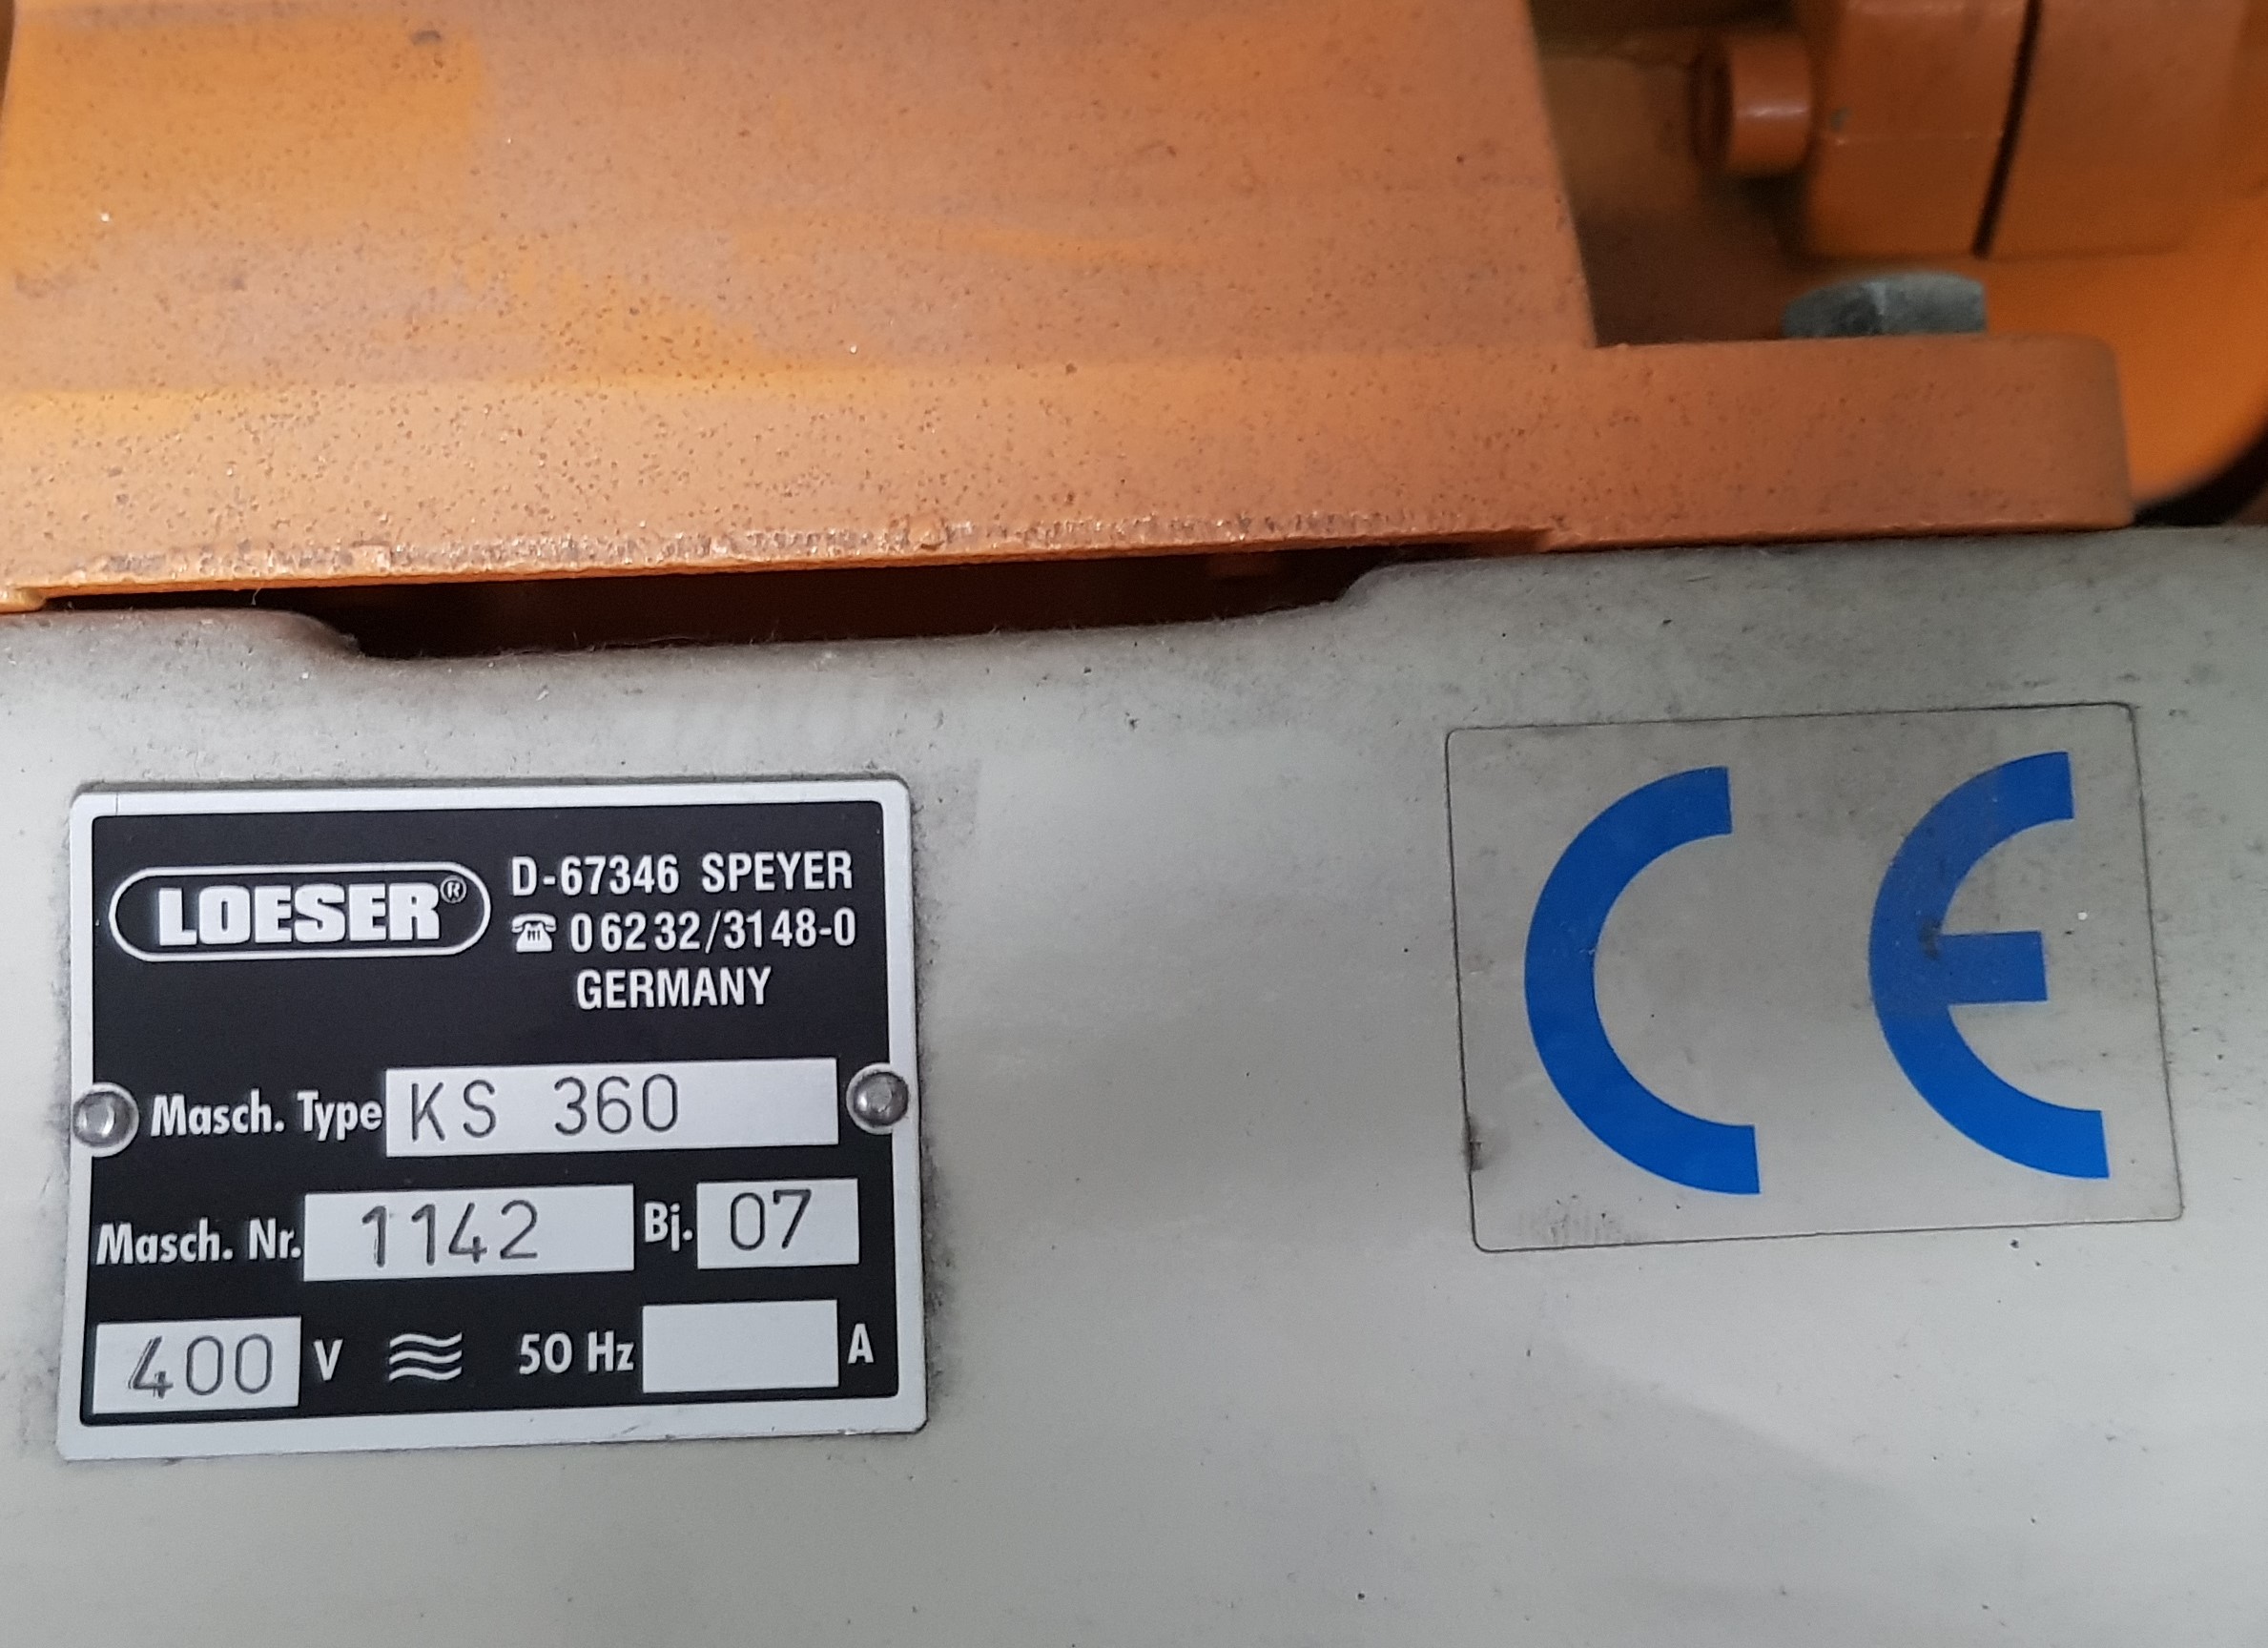 LOESER®
D-67346 SPEYER
☎ 06232/3148-0
GERMANY
Masch. Type KS 360
Masch. Nr. 1142 Bj. 07
400 V 50 Hz A
CE